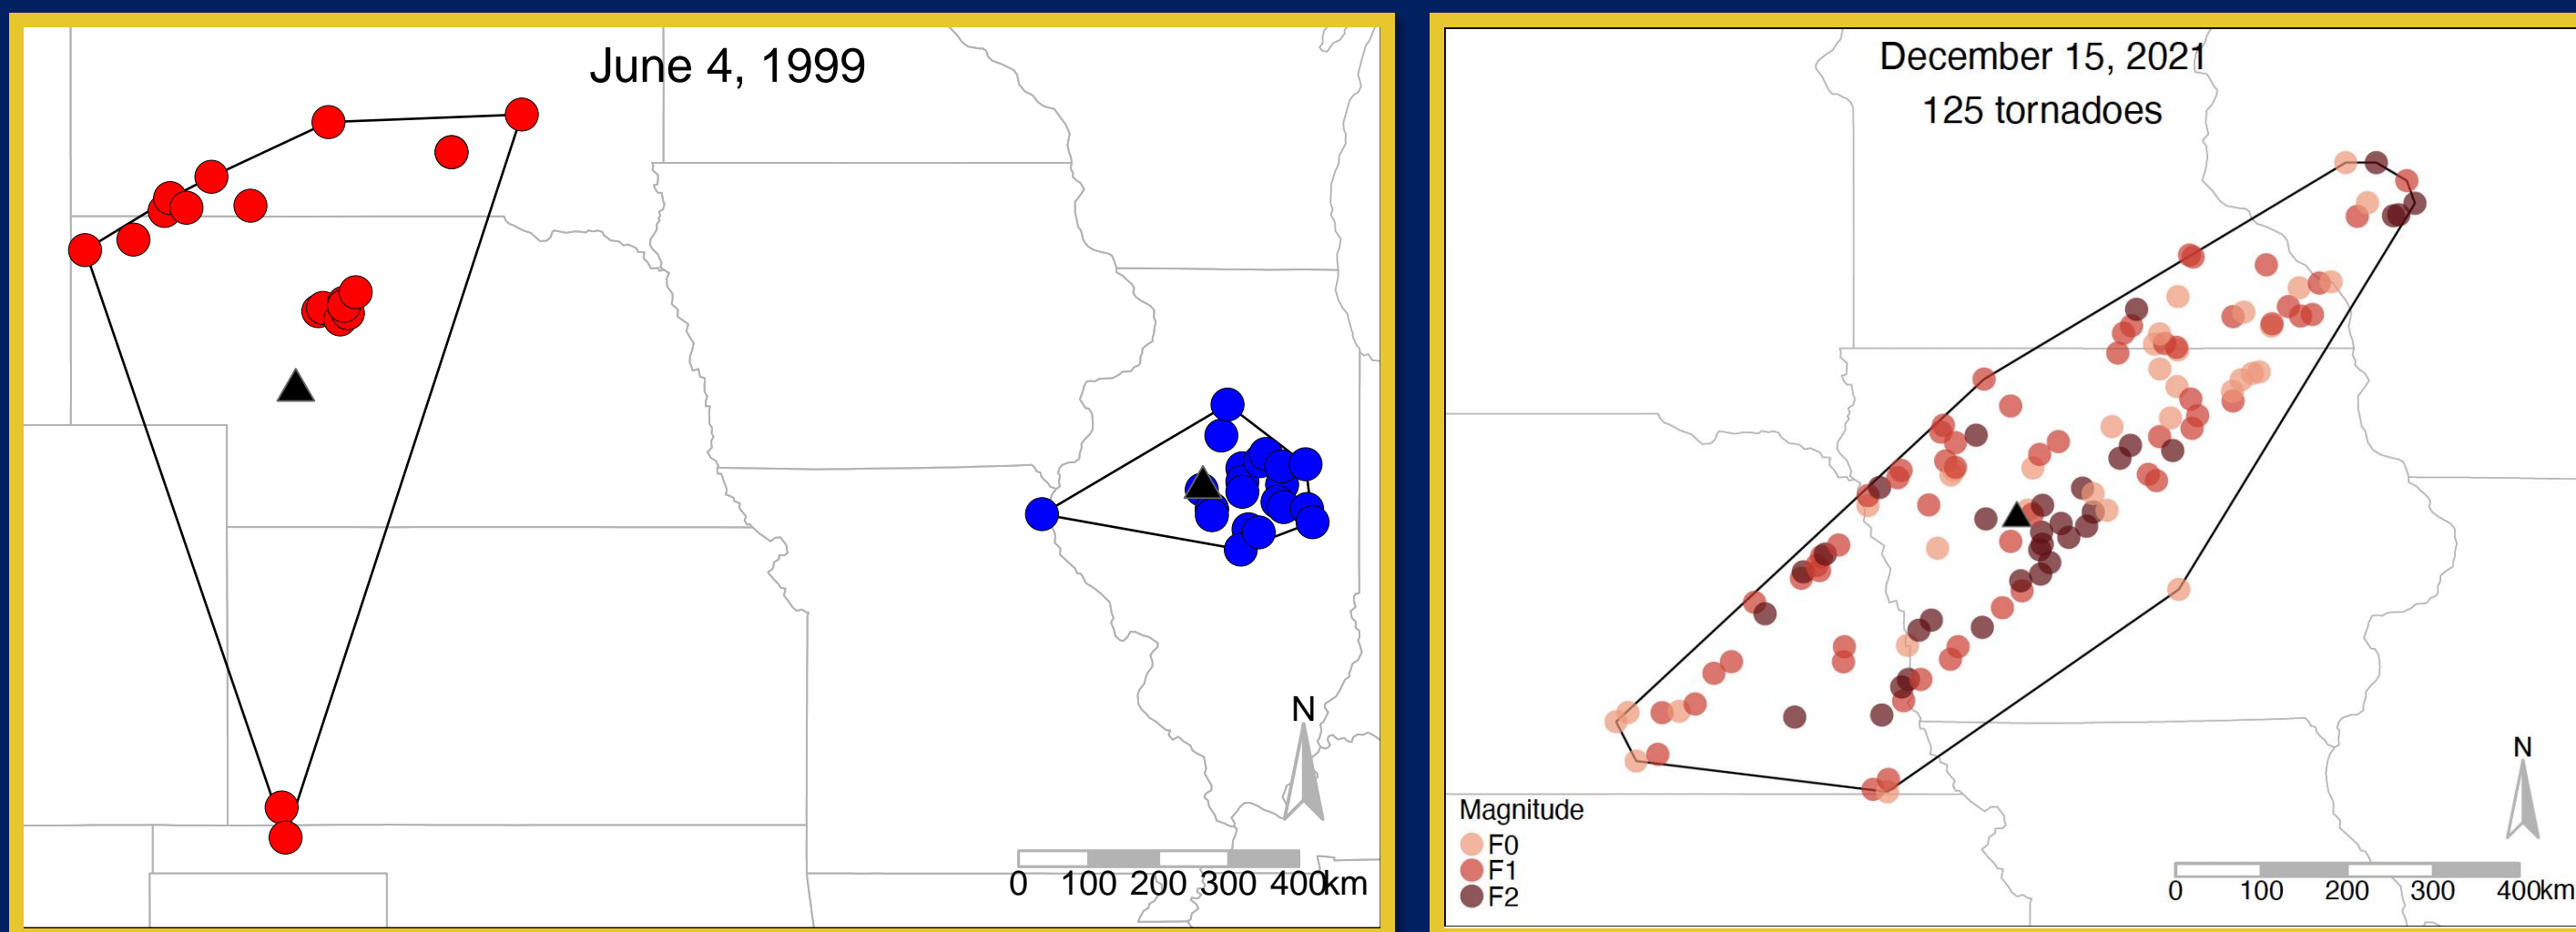 June 4, 1999
N
0 100 200 300 400km
December 15, 2021
125 tornadoes
Magnitude
F0
F1
F2
N
0 100 200 300 400km